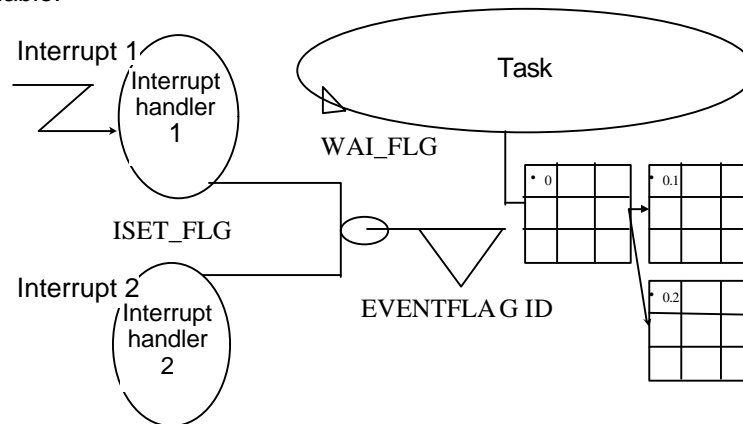 Interrupt 1
Interrupt
handler
1
Task
WAI_FLG
• 0
• 0.1
ISET_FLG
Interrupt 2
Interrupt
handler
2
EVENTFLAG ID
• 0.2